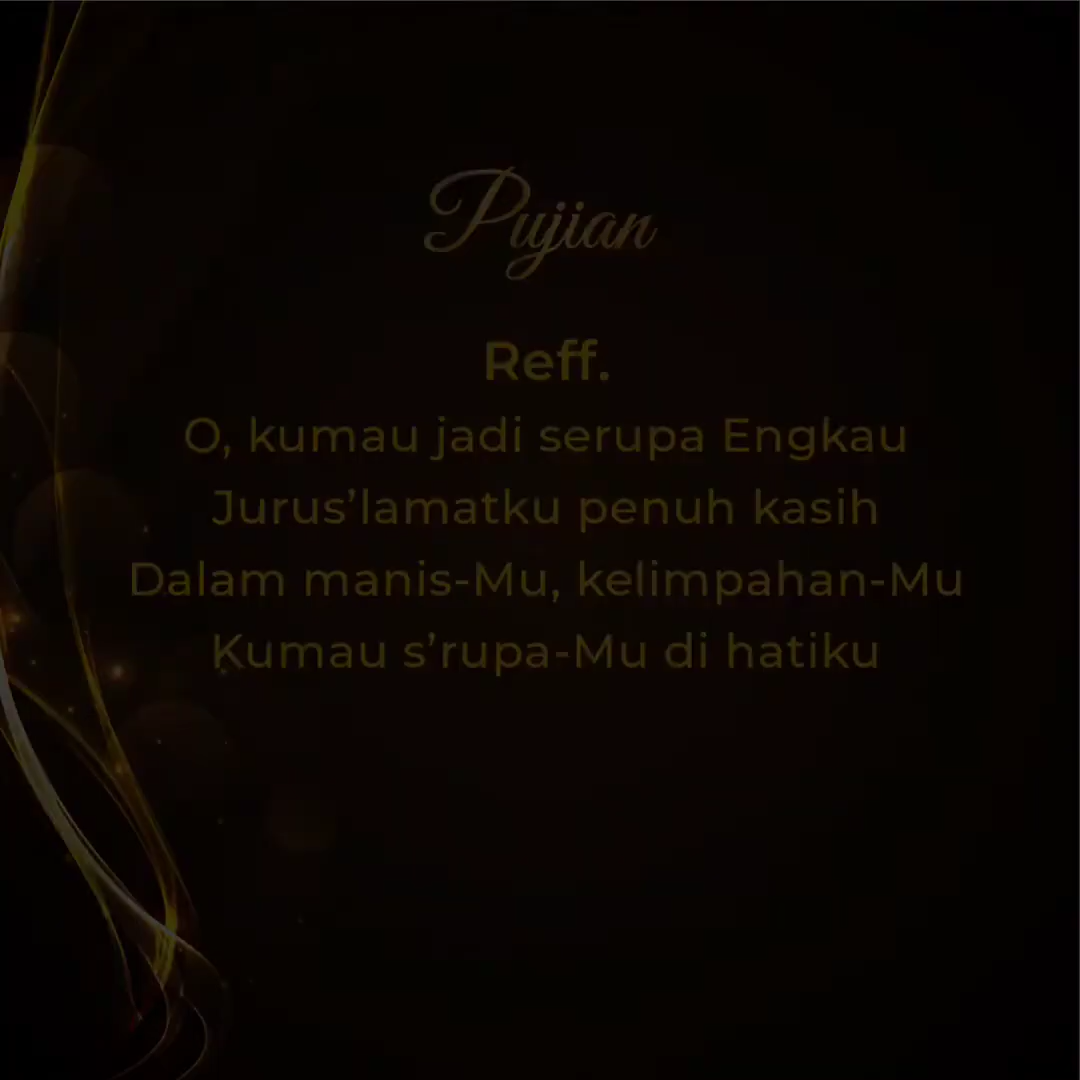 Pujian
Reff.
O, kumau jadi serupa Engkau
Jurus'lamatku penuh kasih
Dalam manis-Mu, kelimpahan-Mu
Kumau s'rupa-Mu di hatiku